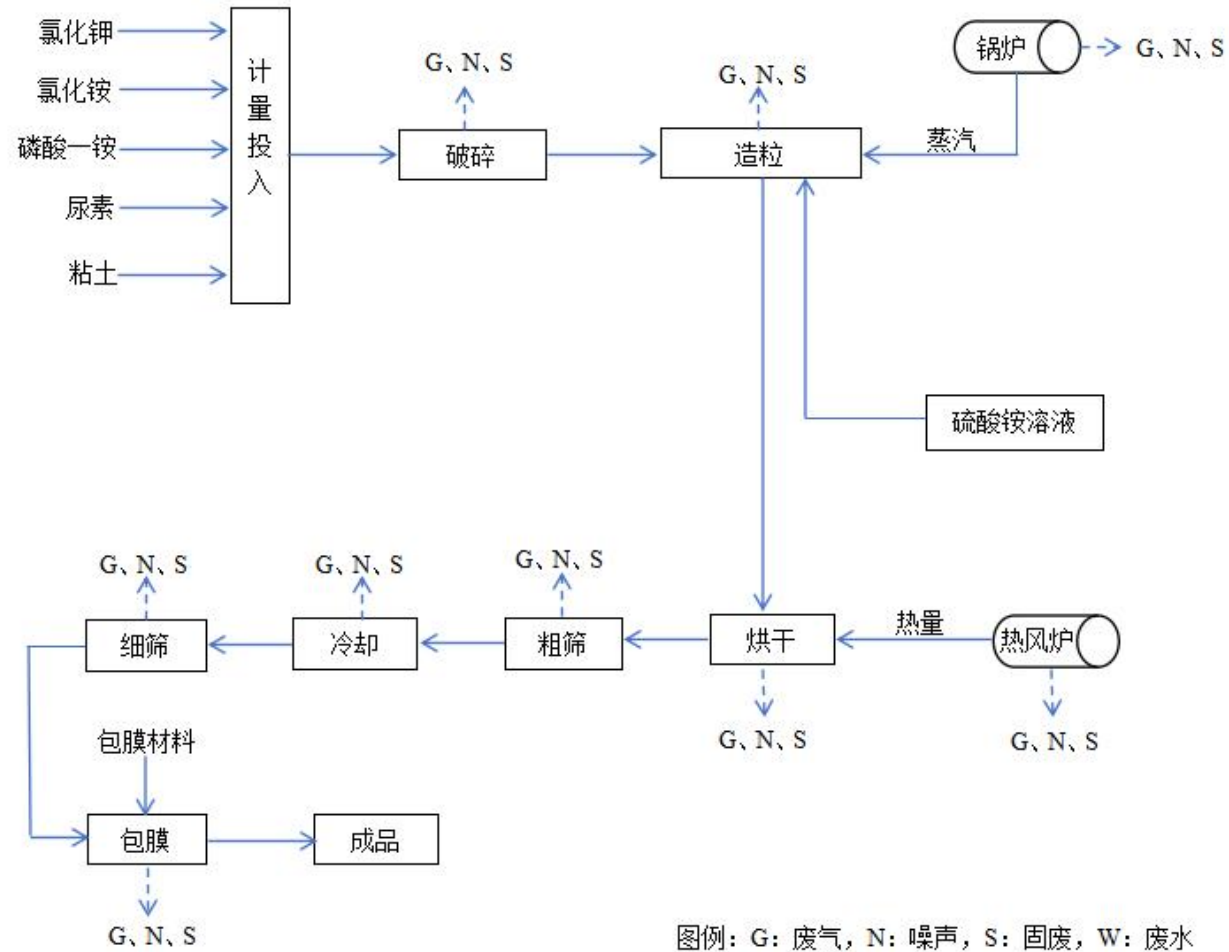 氯化钾
氯化铵
磷酸一铵
尿素
粘土
计量投入
G、N、S
破碎
G、N、S
造粒
蒸汽
锅炉
G、N、S
硫酸铵溶液
G、N、S
细筛
G、N、S
冷却
G、N、S
粗筛
烘干
G、N、S
热量
热风炉
G、N、S
包膜材料
包膜
成品
G、N、S
图例：G：废气，N：噪声，S：固废，W：废水